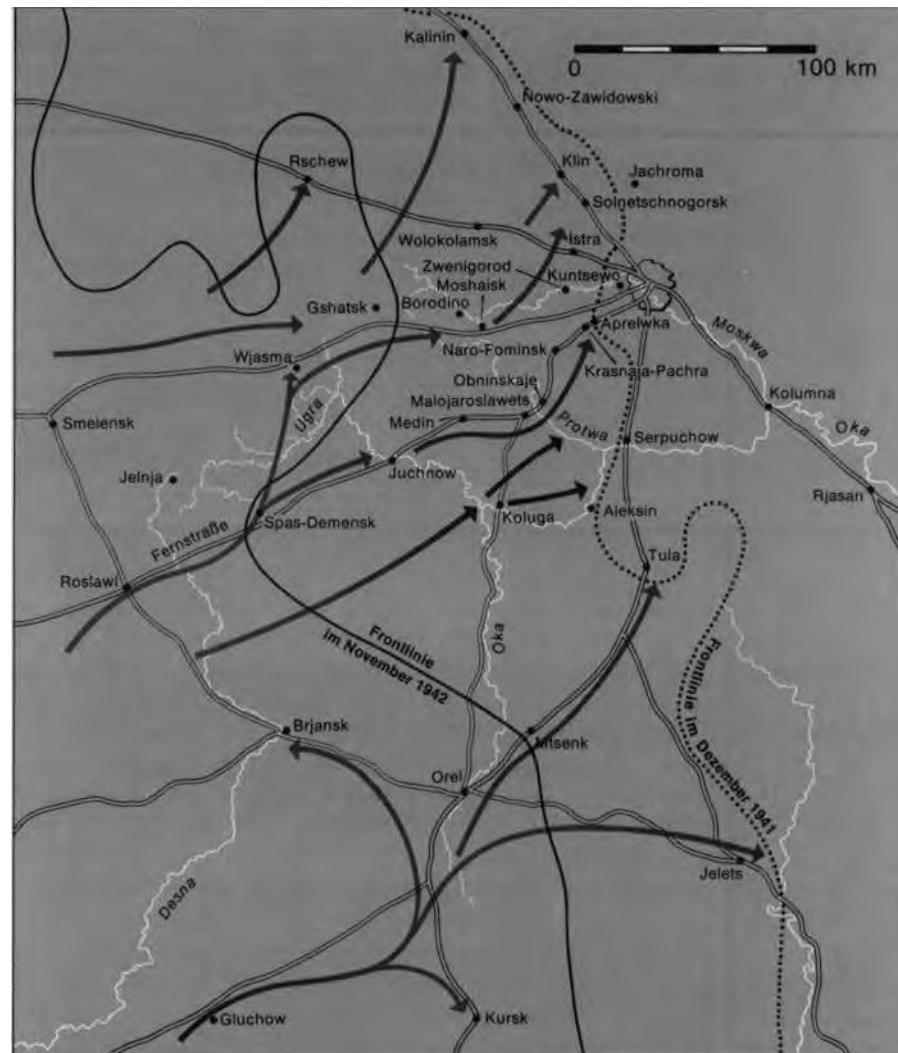 Kalinin
0
100 km
Nowo-Zawidowski
Klin
Jachroma
Rschew
Solnetschnogorsk
Wolokolamsk
Istra
Zwenigorod
Kuntsewo
Moshaisk
Gshatsk
Borodino
Aprelwka
Moskwa
Wjasma
Naro-Fominsk
Krasnaja-Pachra
Obninskaje
Kolumna
Malojaroslawets
Ugra
Smelensk
Medin
Protwa
Oka
Serpuchow
Jelnja
Juchnow
Rjasan
Koluga
Aleksin
Spas-Demensk
Fernstraße
Tula
Roslawl
Oka
Frontlinie
im November 1942
Frontlinie im Dezember 1941
Brjansk
Mtsenk
Orel
Jelets
Desna
Gluchow
Kursk